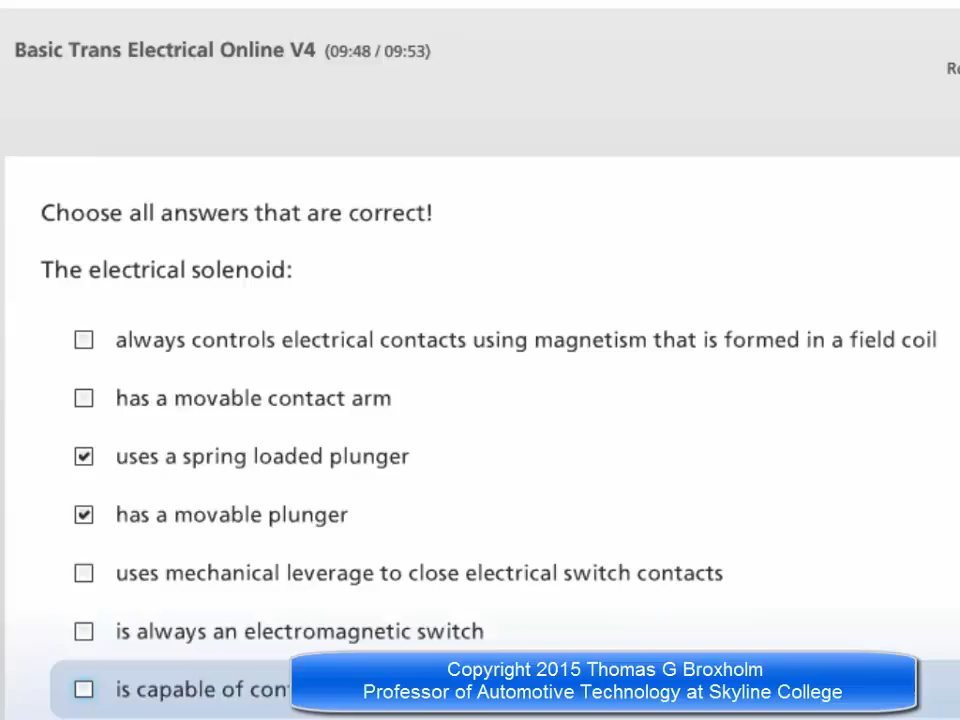 Basic Trans Electrical Online V4 (09:48 / 09:53)
Choose all answers that are correct!
The electrical solenoid:
always controls electrical contacts using magnetism that is formed in a field coil
has a movable contact arm
uses a spring loaded plunger
has a movable plunger
uses mechanical leverage to close electrical switch contacts
is always an electromagnetic switch
is capable of
Copyright 2015 Thomas G Broxholm
Professor of Automotive Technology at Skyline College